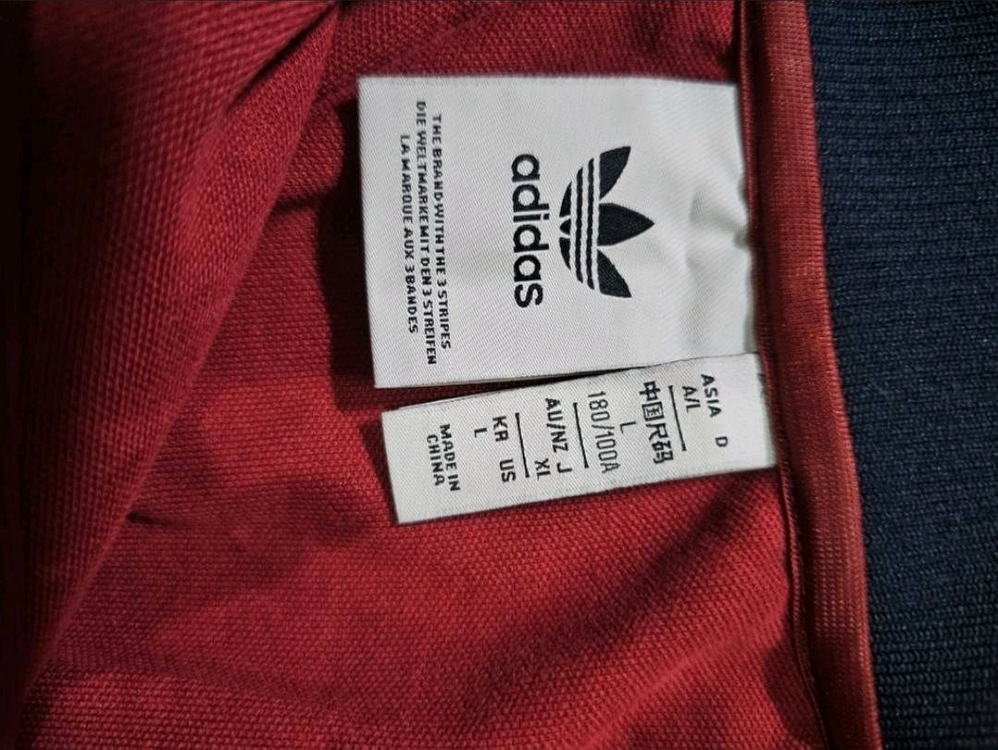 adidas
THE BRAND WITH THE 3 STRIPES
DIE WELTMARKE MIT DEN 3 STREIFEN
LA MARQUE AUX 3 BANDES
ASIA D
A/L
中国尺码
L
180/100A
AU/NZ J
XL
KR US
L
MADE IN
CHINA